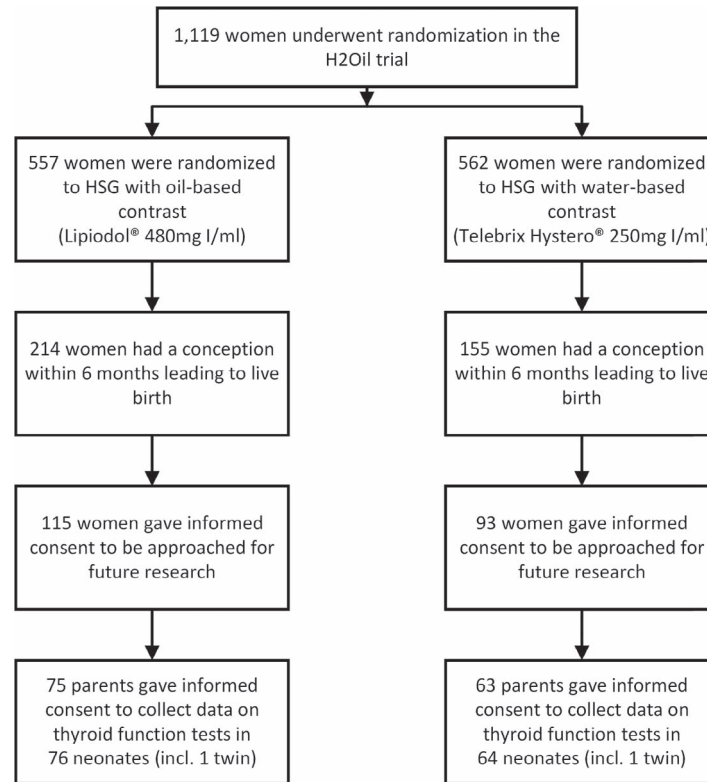 1,119 women underwent randomization in the
H2Oil trial
557 women were randomized
to HSG with oil-based
contrast
(Lipiodol® 480mg I/ml)
562 women were randomized
to HSG with water-based
contrast
(Telebrix Hystero® 250mg I/ml)
214 women had a conception
within 6 months leading to live
birth
155 women had a conception
within 6 months leading to live
birth
115 women gave informed
consent to be approached for
future research
93 women gave informed
consent to be approached for
future research
75 parents gave informed
consent to collect data on
thyroid function tests in
76 neonates (incl. 1 twin)
63 parents gave informed
consent to collect data on
thyroid function tests in
64 neonates (incl. 1 twin)